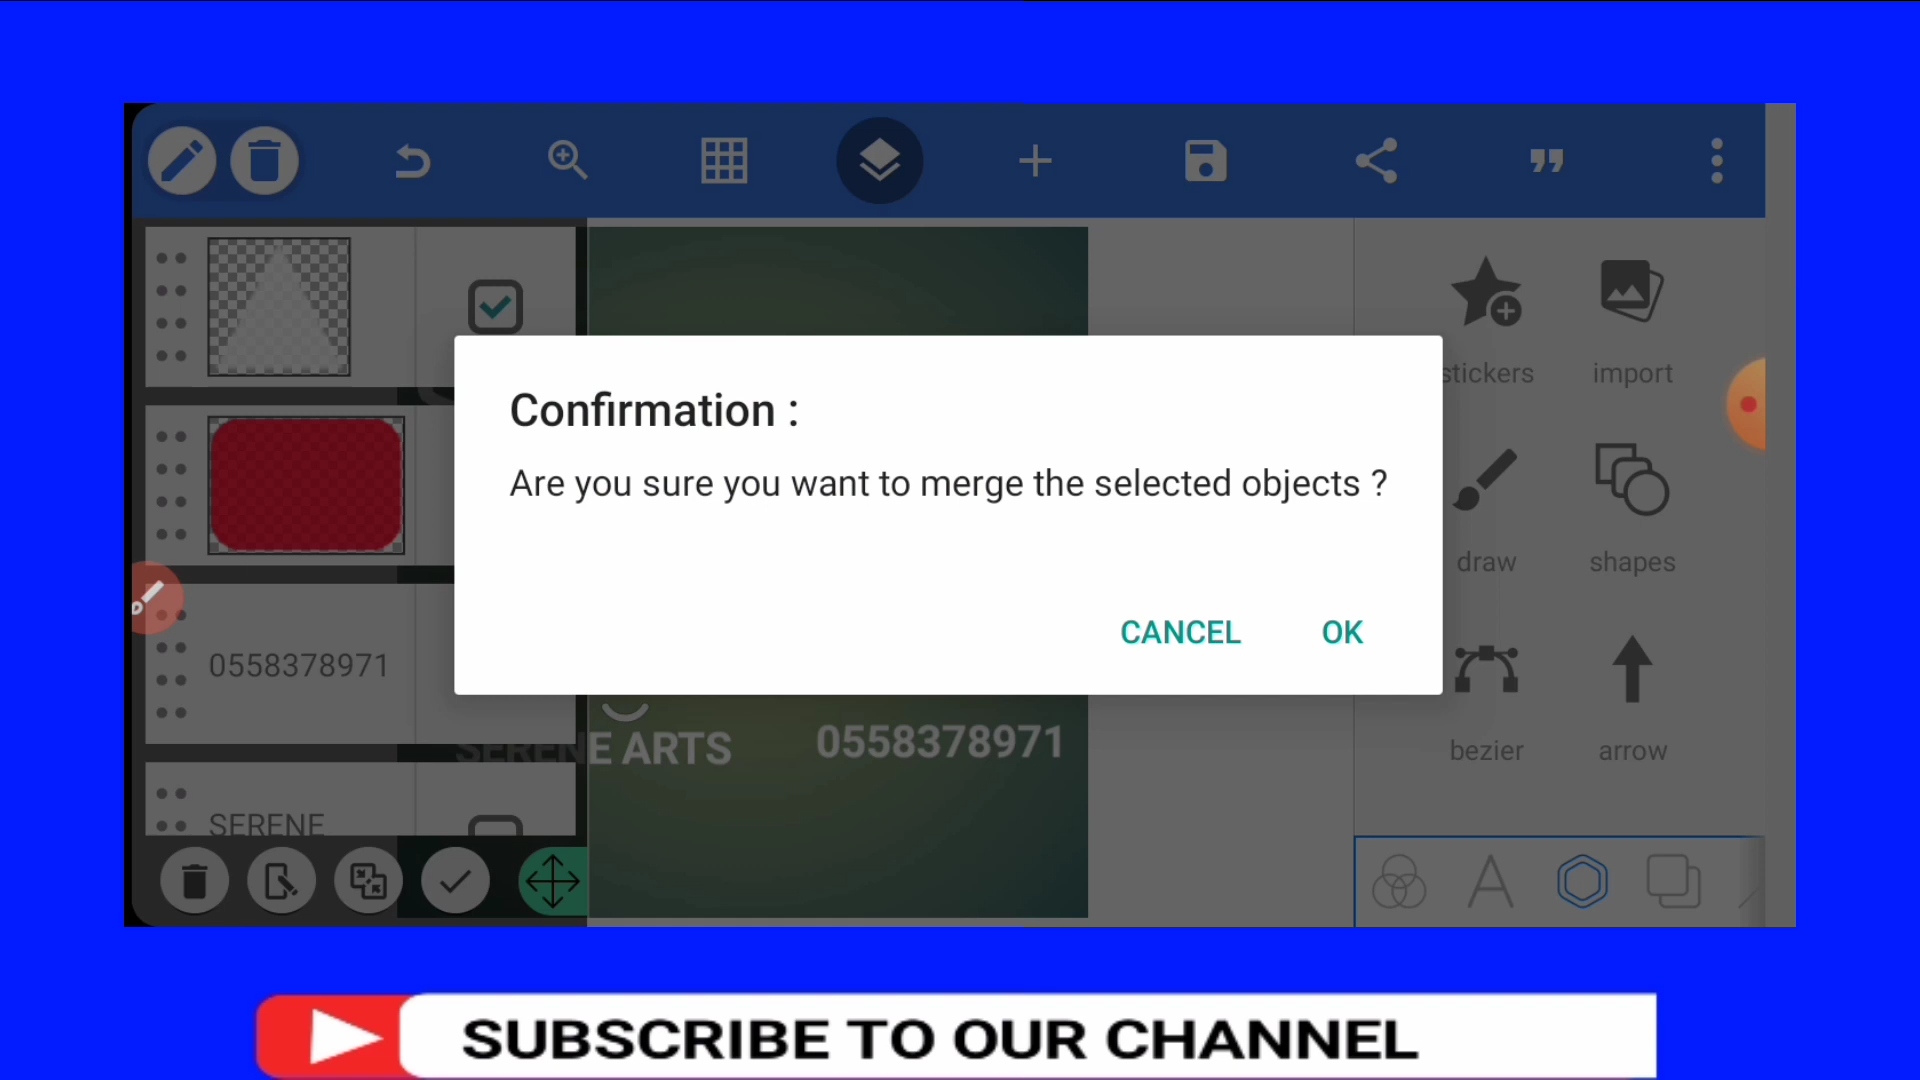 stickers
import
Confirmation :
Are you sure you want to merge the selected objects ?
CANCEL
OK
draw
shapes
0558378971
bezier
arrow
SERENE ARTS
0558378971
SERENE
SUBSCRIBE TO OUR CHANNEL